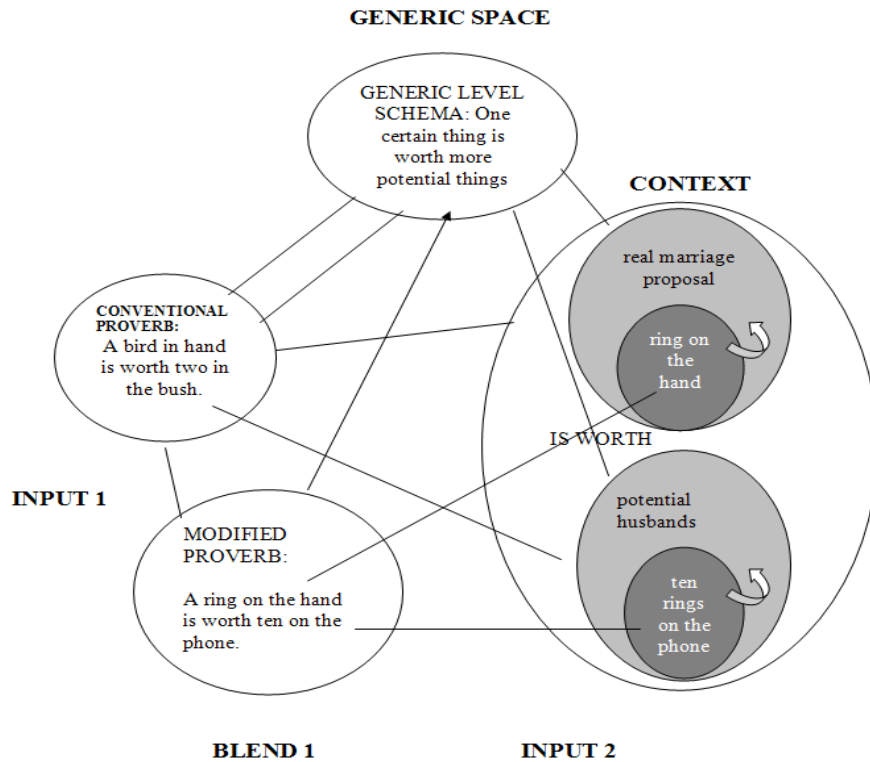 GENERIC SPACE
GENERIC LEVEL
SCHEMA: One
certain thing is
worth more
potential things
CONTEXT
real marriage
proposal
ring on
the
hand
CONVENTIONAL
PROVERB:
A bird in hand
is worth two in
the bush.
IS WORTH
INPUT 1
potential
husbands
ten
rings
on the
phone
MODIFIED
PROVERB:
A ring on the hand
is worth ten on the
phone.
BLEND 1
INPUT 2